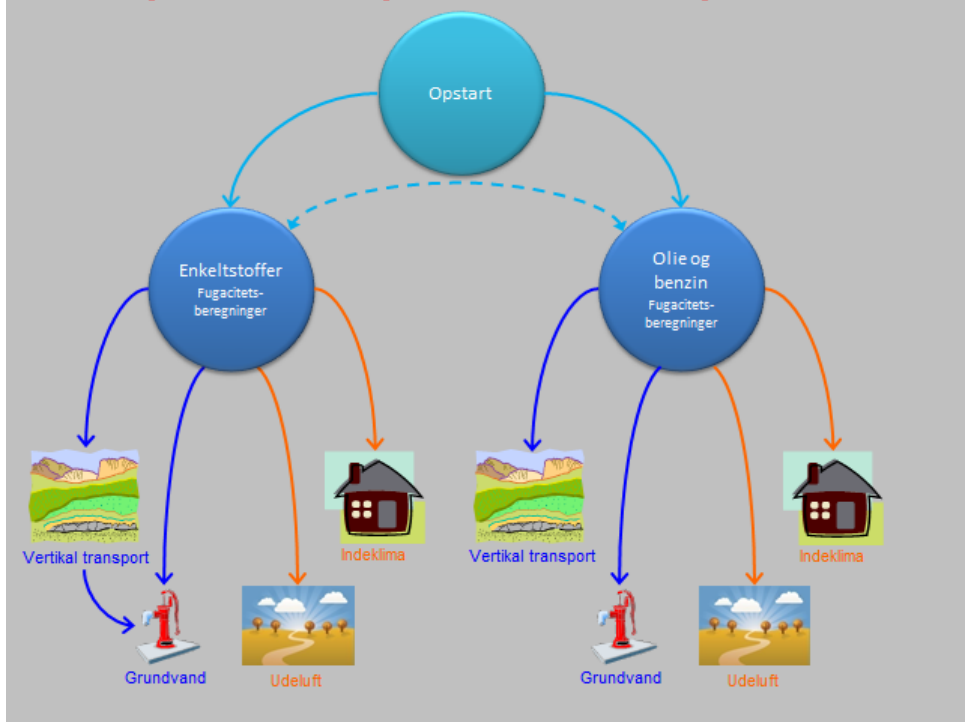 Opstart
Enkeltstoffer
Fugacitets-
beregninger
Olie og
benzin
Fugacitets-
beregninger
Vertikal transport
Indeklima
Vertikal transport
Indeklima
Grundvand
Udeluft
Grundvand
Udeluft